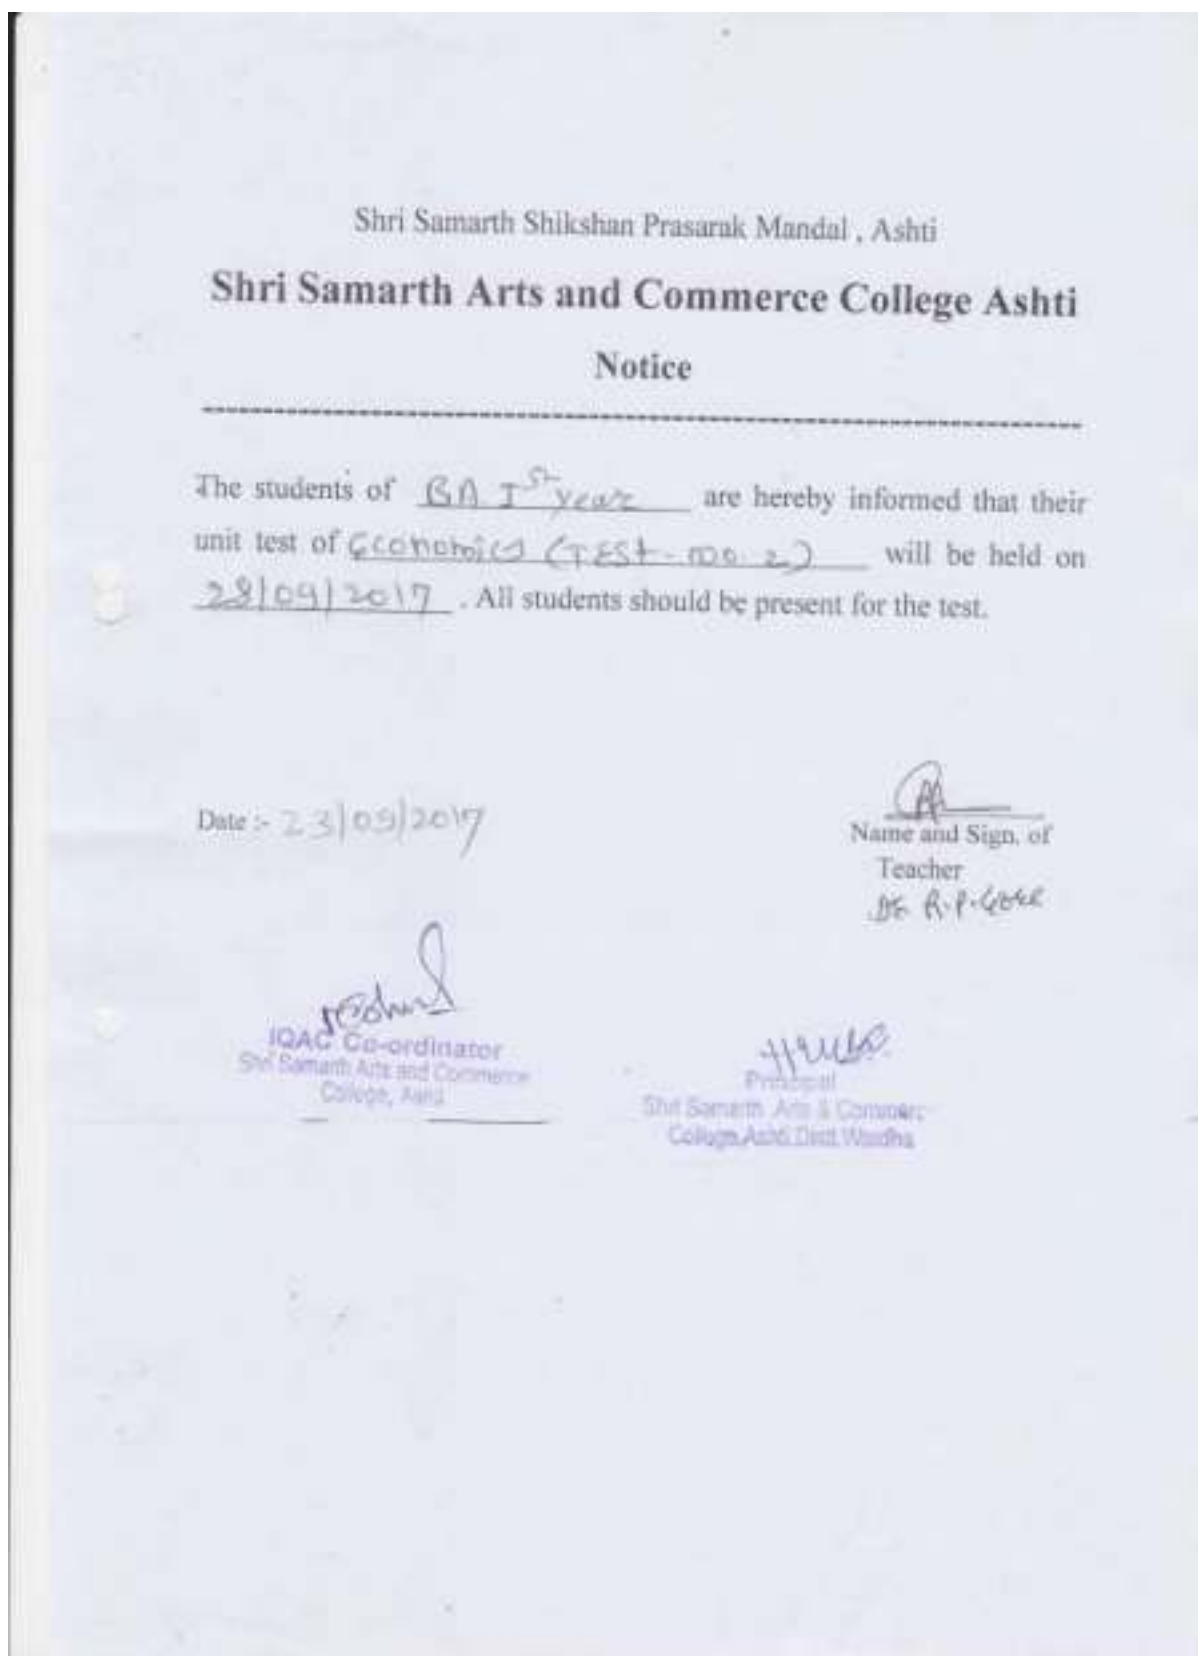 Shri Samarth Shikshan Prasarak Mandal , Ashti
Shri Samarth Arts and Commerce College Ashti
Notice
The students of BA Ist year are hereby informed that their
unit test of Economics (TEST-no. 2) will be held on
28/09/2017 . All students should be present for the test.
Date :- 23/09/2017
Name and Sign. of
Teacher
R.P.
IQAC Co-ordinator
Shri Samarth Arts and Commerce
College, Ashti
Principal
Shri Samarth Arts & Commerc
College,Ashti Distt.Wardha